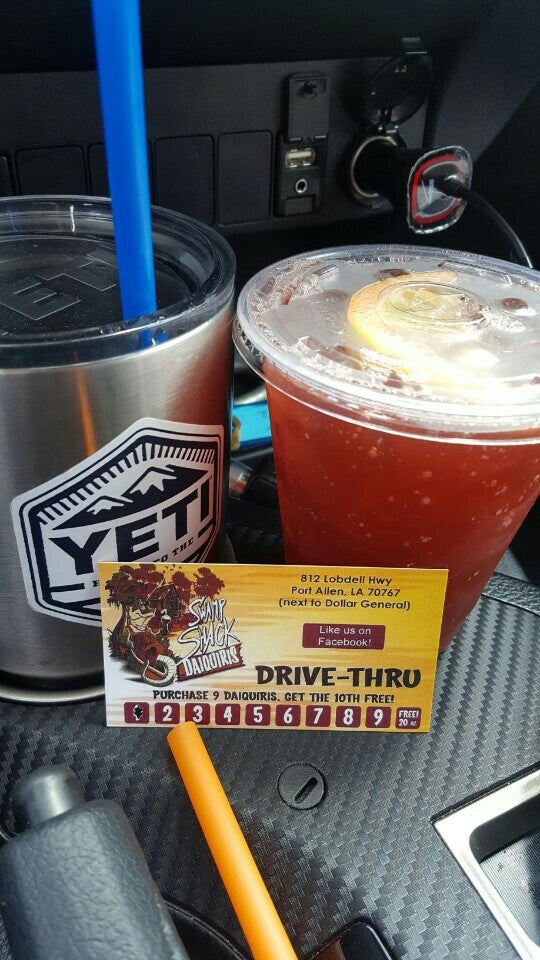 YETI
TO THE
812 Lobdell Hwy
Port Allen, LA 70767
(next to Dollar General)
Like us on
Facebook!
SWAMP
SHACK
DAIQUIRIS
DRIVE-THRU
PURCHASE 9 DAIQUIRIS, GET THE 10TH FREE!
2 3 4 5 6 7 8 9 FREE!
20 oz.